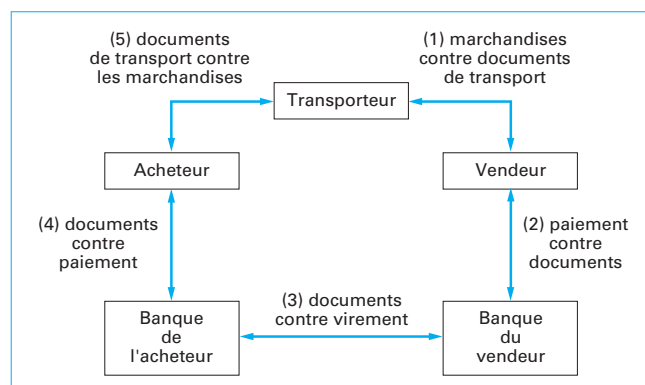 (5) documents
de transport contre
les marchandises
(1) marchandises
contre documents
de transport
Transporteur
Acheteur
Vendeur
(4) documents
contre
paiement
(2) paiement
contre
documents
(3) documents
contre virement
Banque
de
l'acheteur
Banque
du
vendeur